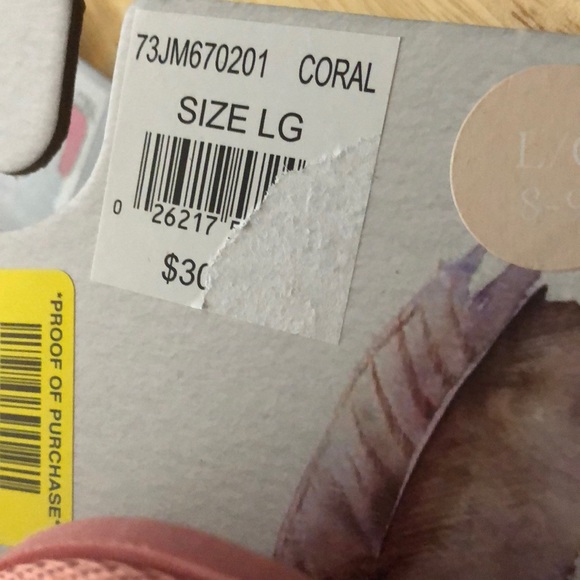 73JM670201 CORAL
SIZE LG
0 26217
$30
*PROOF OF PURCHASE*